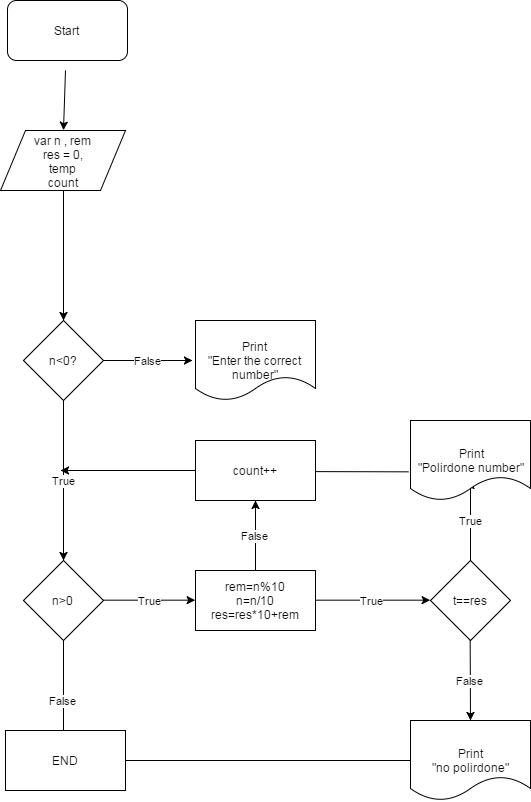 Start
var n , rem
res = 0,
temp
count
n<0?
False
Print
"Enter the correct
number"
True
count++
Print
"Polirdone number"
False
True
n>0
True
rem=n%10
n=n/10
res=res*10+rem
True
t==res
False
False
END
Print
"no polirdone"